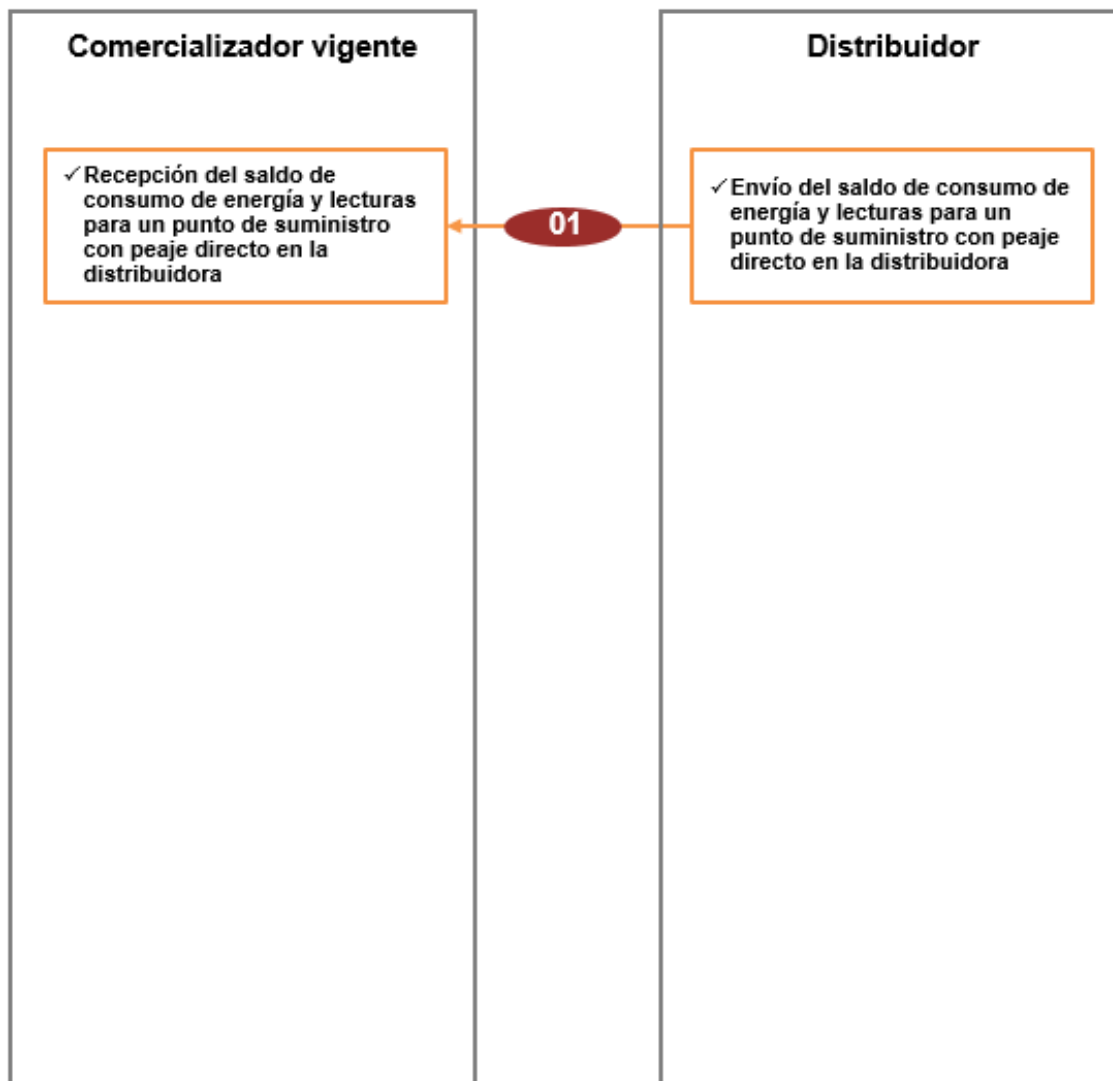 Comercializador vigente
✓ Recepción del saldo de
consumo de energía y lecturas
para un punto de suministro
con peaje directo en la
distribuidora
01
Distribuidor
✓ Envío del saldo de consumo de
energía y lecturas para un
punto de suministro con peaje
directo en la distribuidora